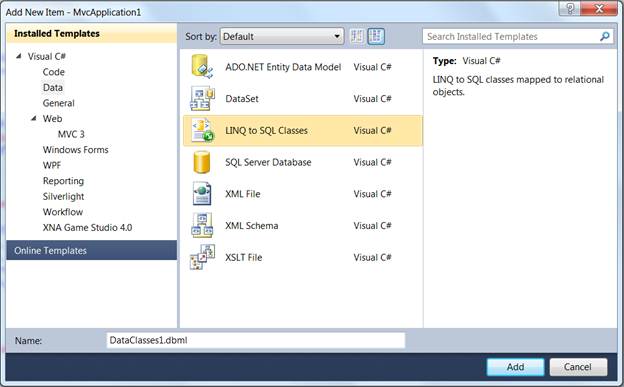 Add New Item - MvcApplication1
Installed Templates
Visual C#
Code
Data
General
Web
MVC 3
Windows Forms
WPF
Reporting
Silverlight
Workflow
XNA Game Studio 4.0
Online Templates
Sort by: Default
ADO.NET Entity Data Model Visual C#
DataSet Visual C#
LINQ to SQL Classes Visual C#
SQL Server Database Visual C#
XML File Visual C#
XML Schema Visual C#
XSLT File Visual C#
Search Installed Templates
Type: Visual C#
LINQ to SQL classes mapped to relational
objects.
Name: DataClasses1.dbml
Add Cancel